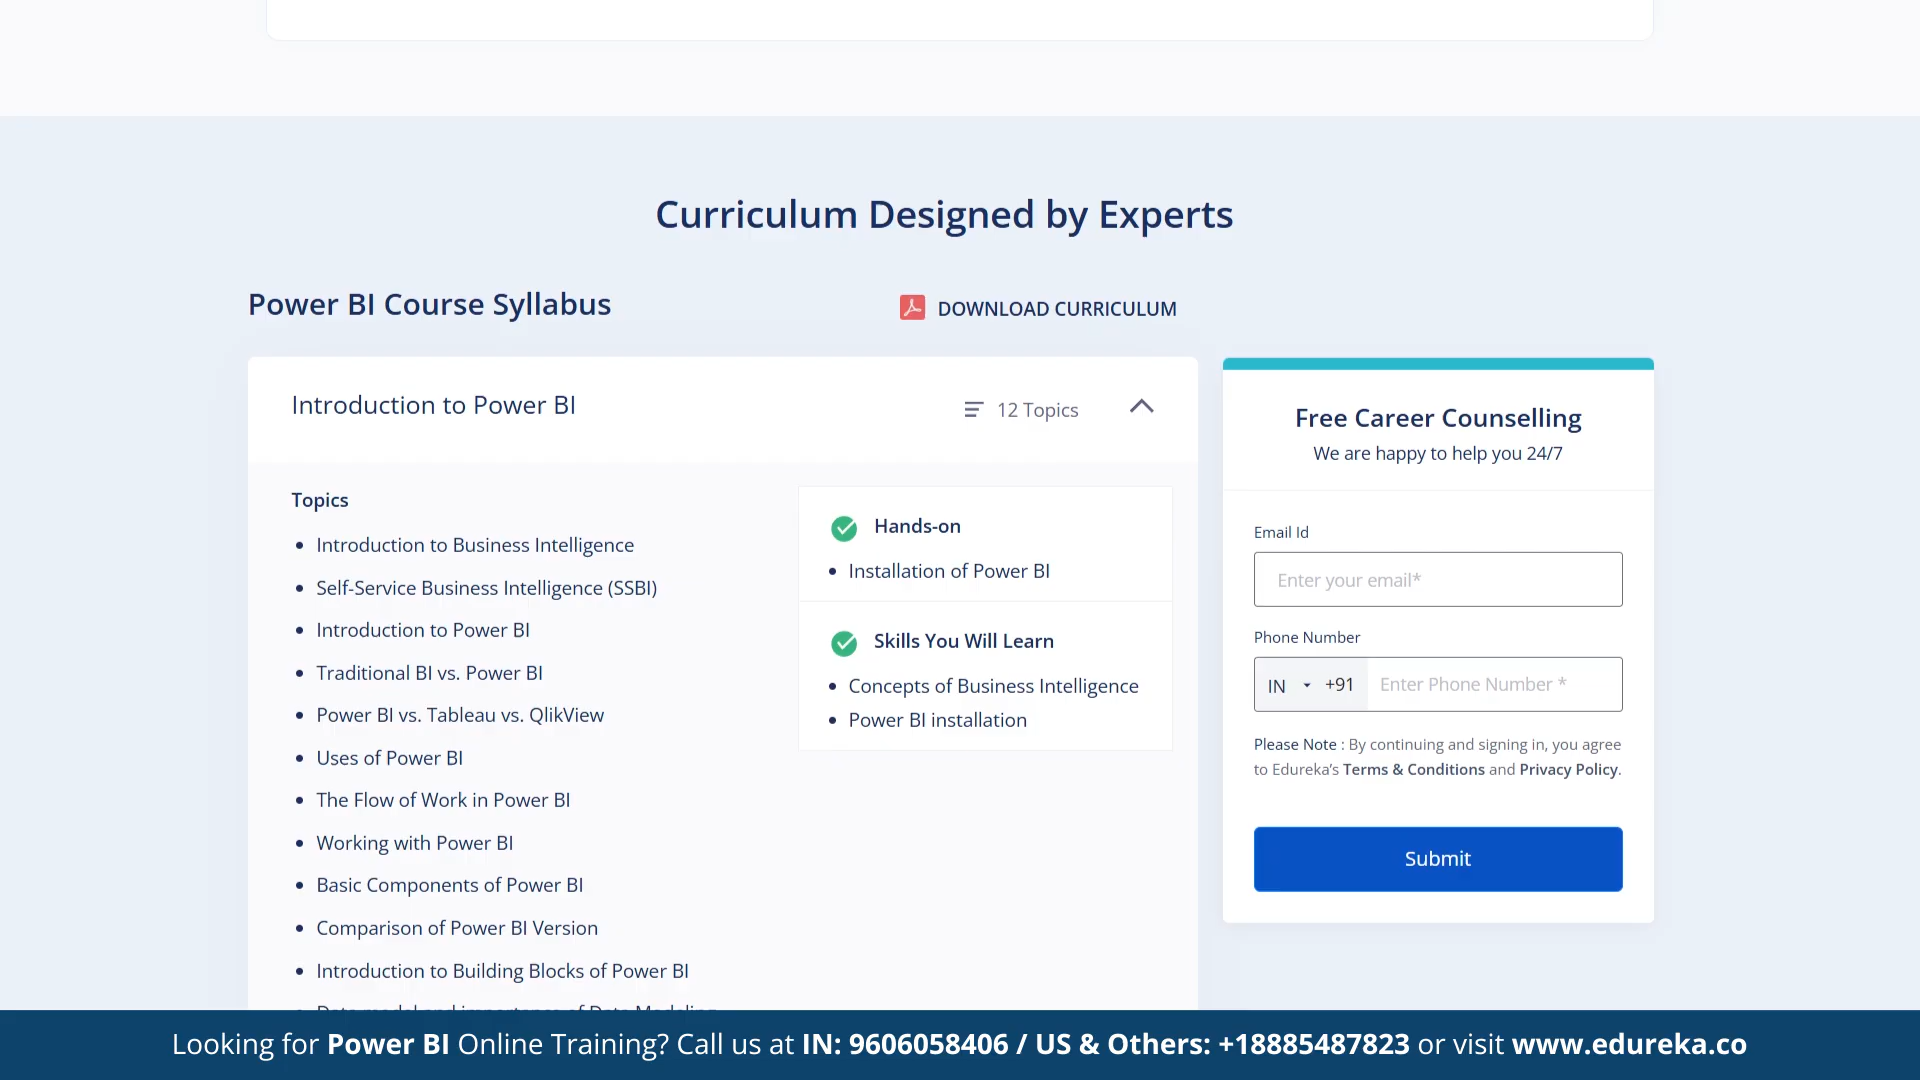 Curriculum Designed by Experts
Power BI Course Syllabus
DOWNLOAD CURRICULUM
Introduction to Power BI
12 Topics
Topics
Introduction to Business Intelligence
Self-Service Business Intelligence (SSBI)
Introduction to Power BI
Traditional BI vs. Power BI
Power BI vs. Tableau vs. QlikView
Uses of Power BI
The Flow of Work in Power BI
Working with Power BI
Basic Components of Power BI
Comparison of Power BI Version
Introduction to Building Blocks of Power BI
Hands-on
Installation of Power BI
Skills You Will Learn
Concepts of Business Intelligence
Power BI installation
Free Career Counselling
We are happy to help you 24/7
Email Id
Enter your email*
Phone Number
IN +91 Enter Phone Number *
Please Note : By continuing and signing in, you agree
to Edureka’s Terms & Conditions and Privacy Policy.
Submit
Looking for Power BI Online Training? Call us at IN: 9606058406 / US & Others: +18885487823 or visit www.edureka.co